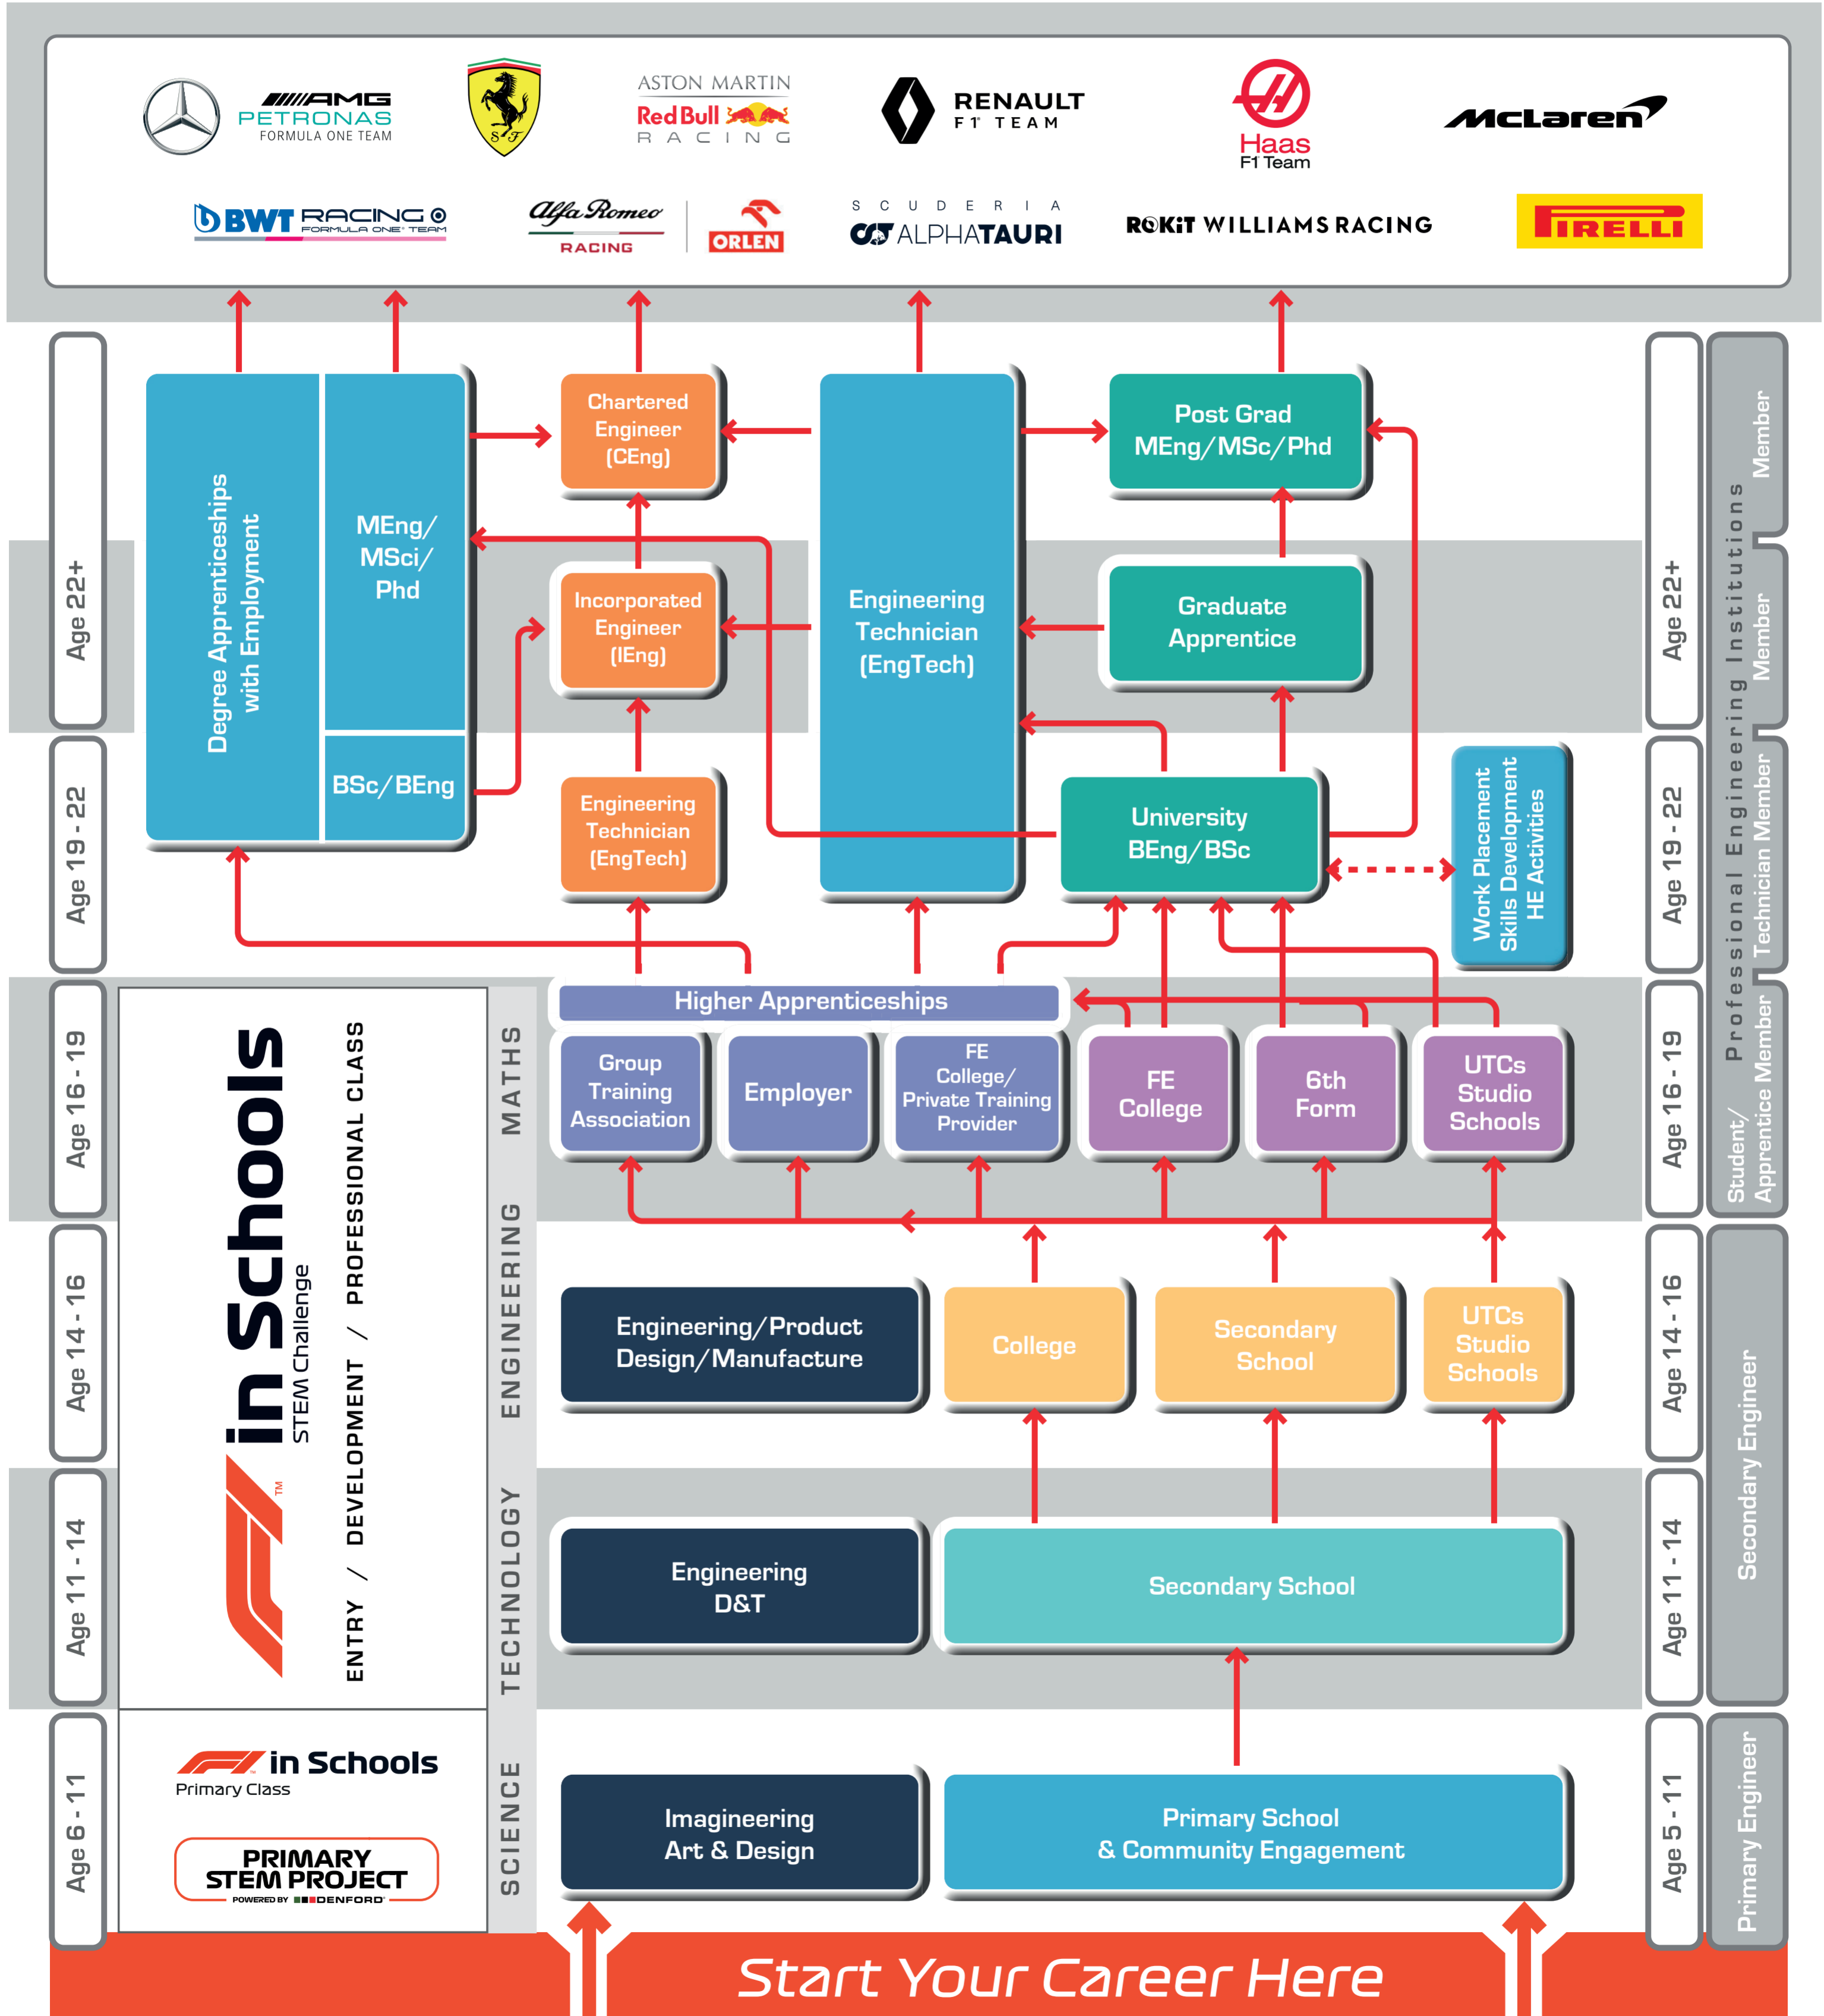 AMG
PETRONAS
FORMULA ONE TEAM
S F
ASTON MARTIN
Red Bull
RACING
RENAULT
F1 TEAM
Haas
F1 Team
McLaren
BWT RACING
FORMULA ONE TEAM
Alfa Romeo
RACING
ORLEN
SCUDERIA
ALPHATAURI
ROKiT WILLIAMS RACING
PIRELLI
Age 22+
Degree Apprenticeships
with Employment
MEng/
MSci/
Phd
BSc/BEng
Chartered
Engineer
(CEng)
Incorporated
Engineer
(IEng)
Engineering
Technician
(EngTech)
Engineering
Technician
(EngTech)
Post Grad
MEng/MSc/Phd
Graduate
Apprentice
University
BEng/BSc
Work Placement
Skills Development
HE Activities
Age 22+
Professional Engineering Institutions
Member
Member
Technician Member
Student/
Apprentice Member
Age 19 - 22
Age 19 - 22
Higher Apprenticeships
Age 16 - 19
Group
Training
Association
Employer
FE
College/
Private Training
Provider
FE
College
6th
Form
UTCs
Studio
Schools
Age 16 - 19
F1 in Schools
TM
STEM Challenge
ENTRY / DEVELOPMENT / PROFESSIONAL CLASS
MATHS
ENGINEERING
TECHNOLOGY
SCIENCE
Age 14 - 16
Engineering/Product
Design/Manufacture
College
Secondary
School
UTCs
Studio
Schools
Age 14 - 16
Secondary Engineer
Age 11 - 14
Engineering
D&T
Secondary School
Age 11 - 14
Age 6 - 11
F1 in Schools
Primary Class
PRIMARY
STEM PROJECT
POWERED BY DENFORD
Imagineering
Art & Design
Primary School
& Community Engagement
Age 5 - 11
Primary Engineer
Start Your Career Here